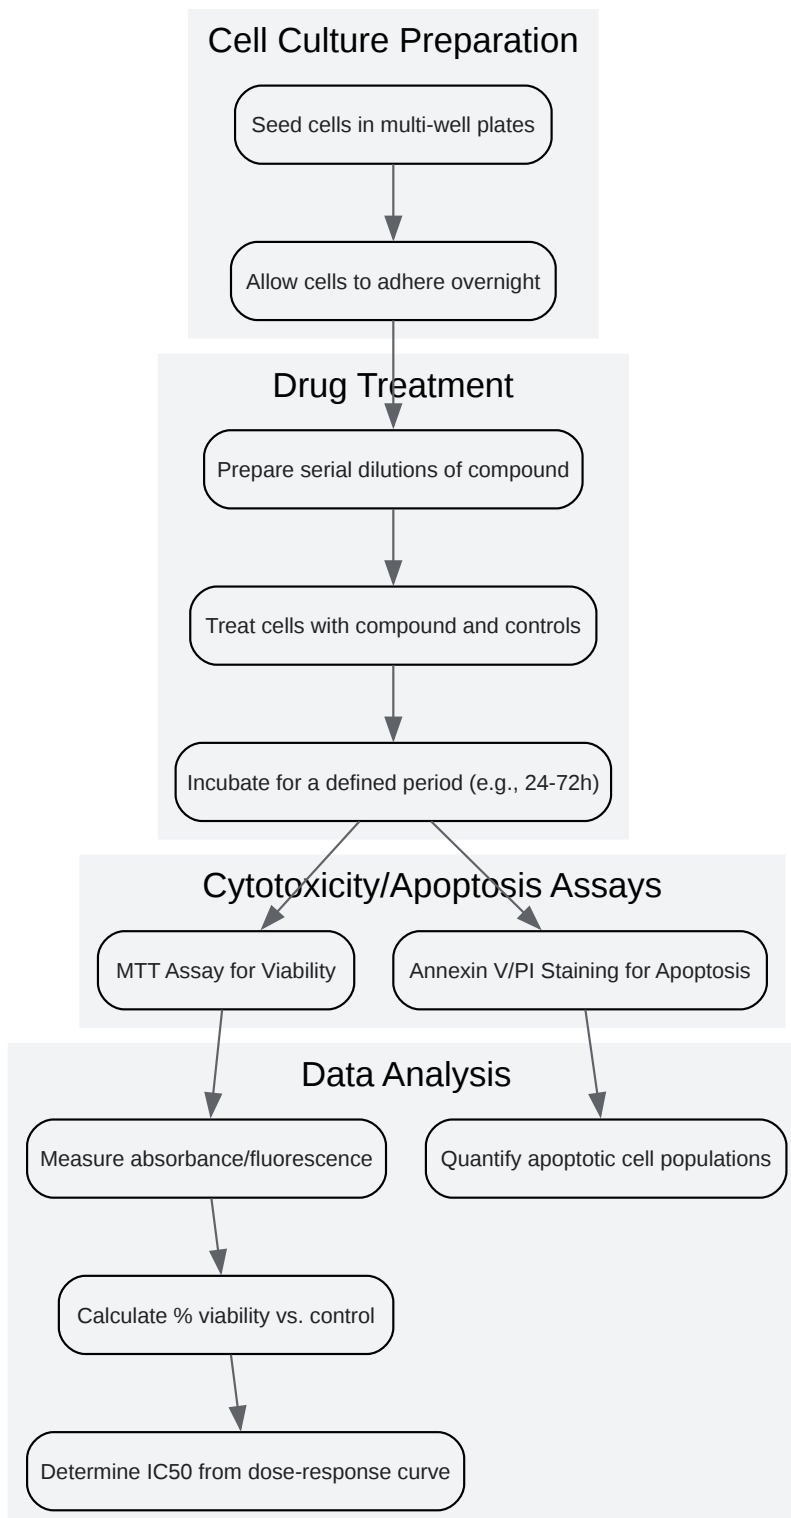 Cell Culture Preparation
Seed cells in multi-well plates
Allow cells to adhere overnight
Drug Treatment
Prepare serial dilutions of compound
Treat cells with compound and controls
Incubate for a defined period (e.g., 24-72h)
Cytotoxicity/Apoptosis Assays
MTT Assay for Viability
Annexin V/PI Staining for Apoptosis
Data Analysis
Measure absorbance/fluorescence
Quantify apoptotic cell populations
Calculate % viability vs. control
Determine IC50 from dose-response curve